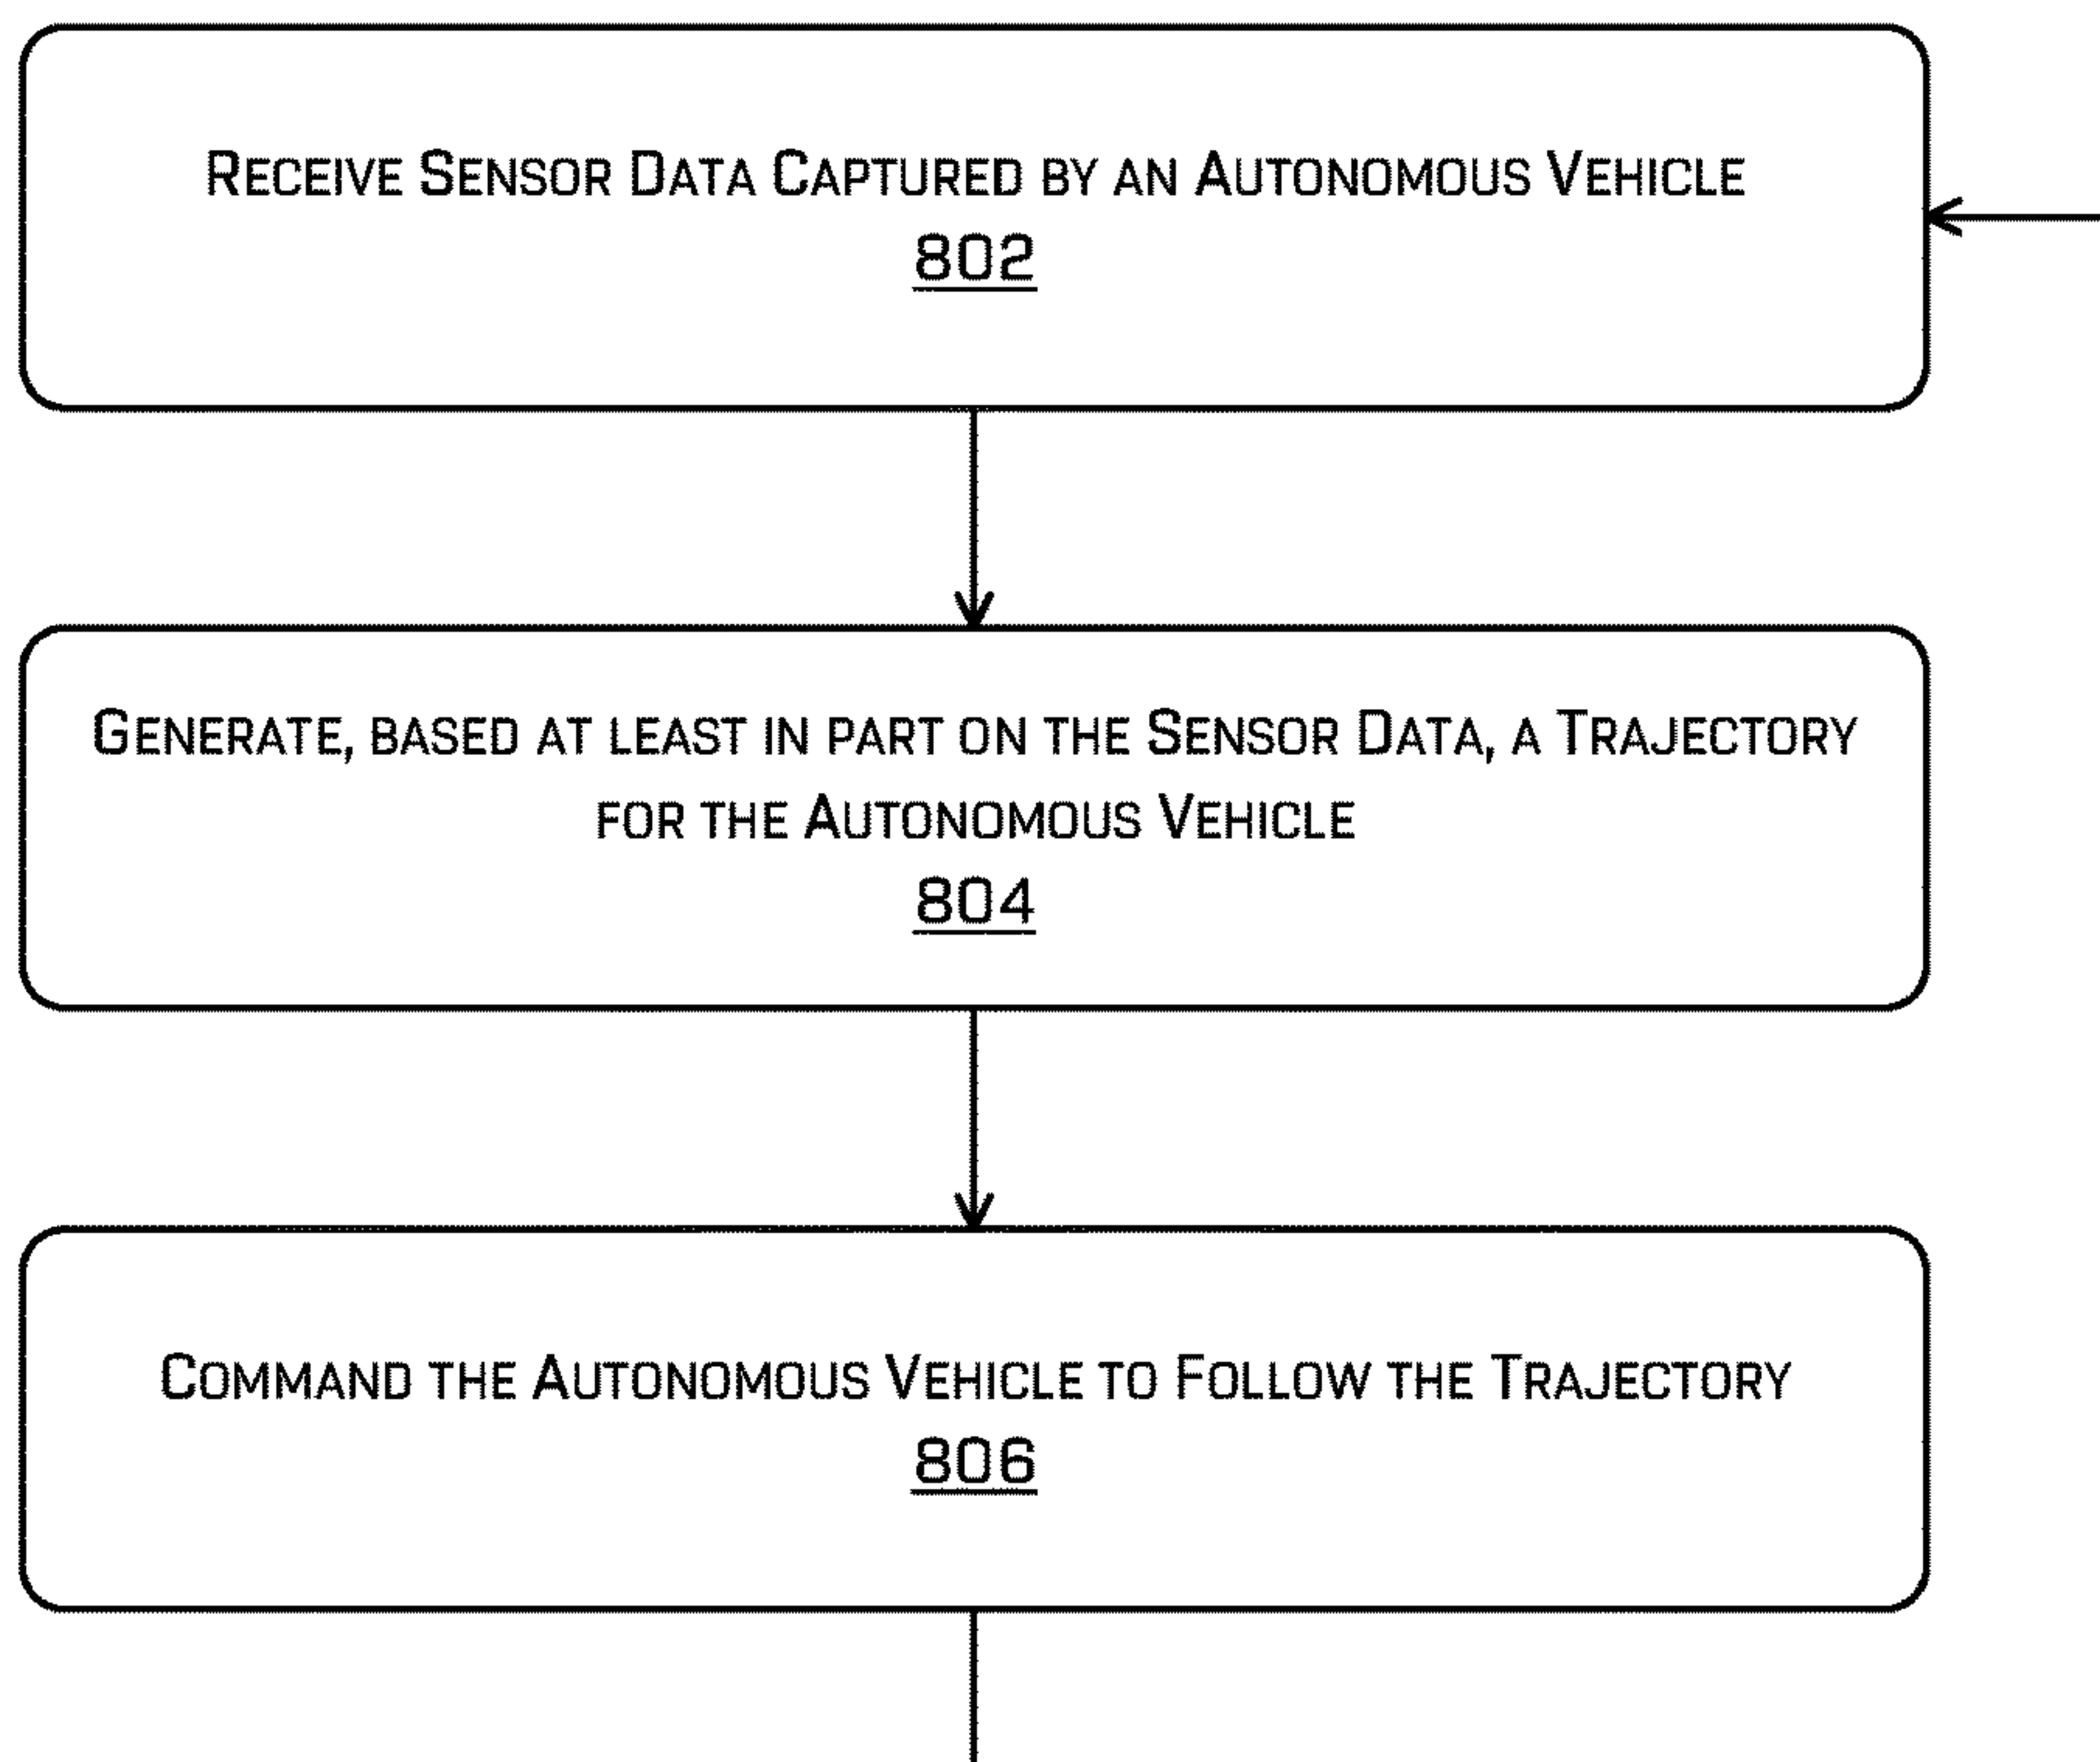 Receive Sensor Data Captured by an Autonomous Vehicle
802
Generate, based at least in part on the Sensor Data, a Trajectory
for the Autonomous Vehicle
804
Command the Autonomous Vehicle to Follow the Trajectory
806